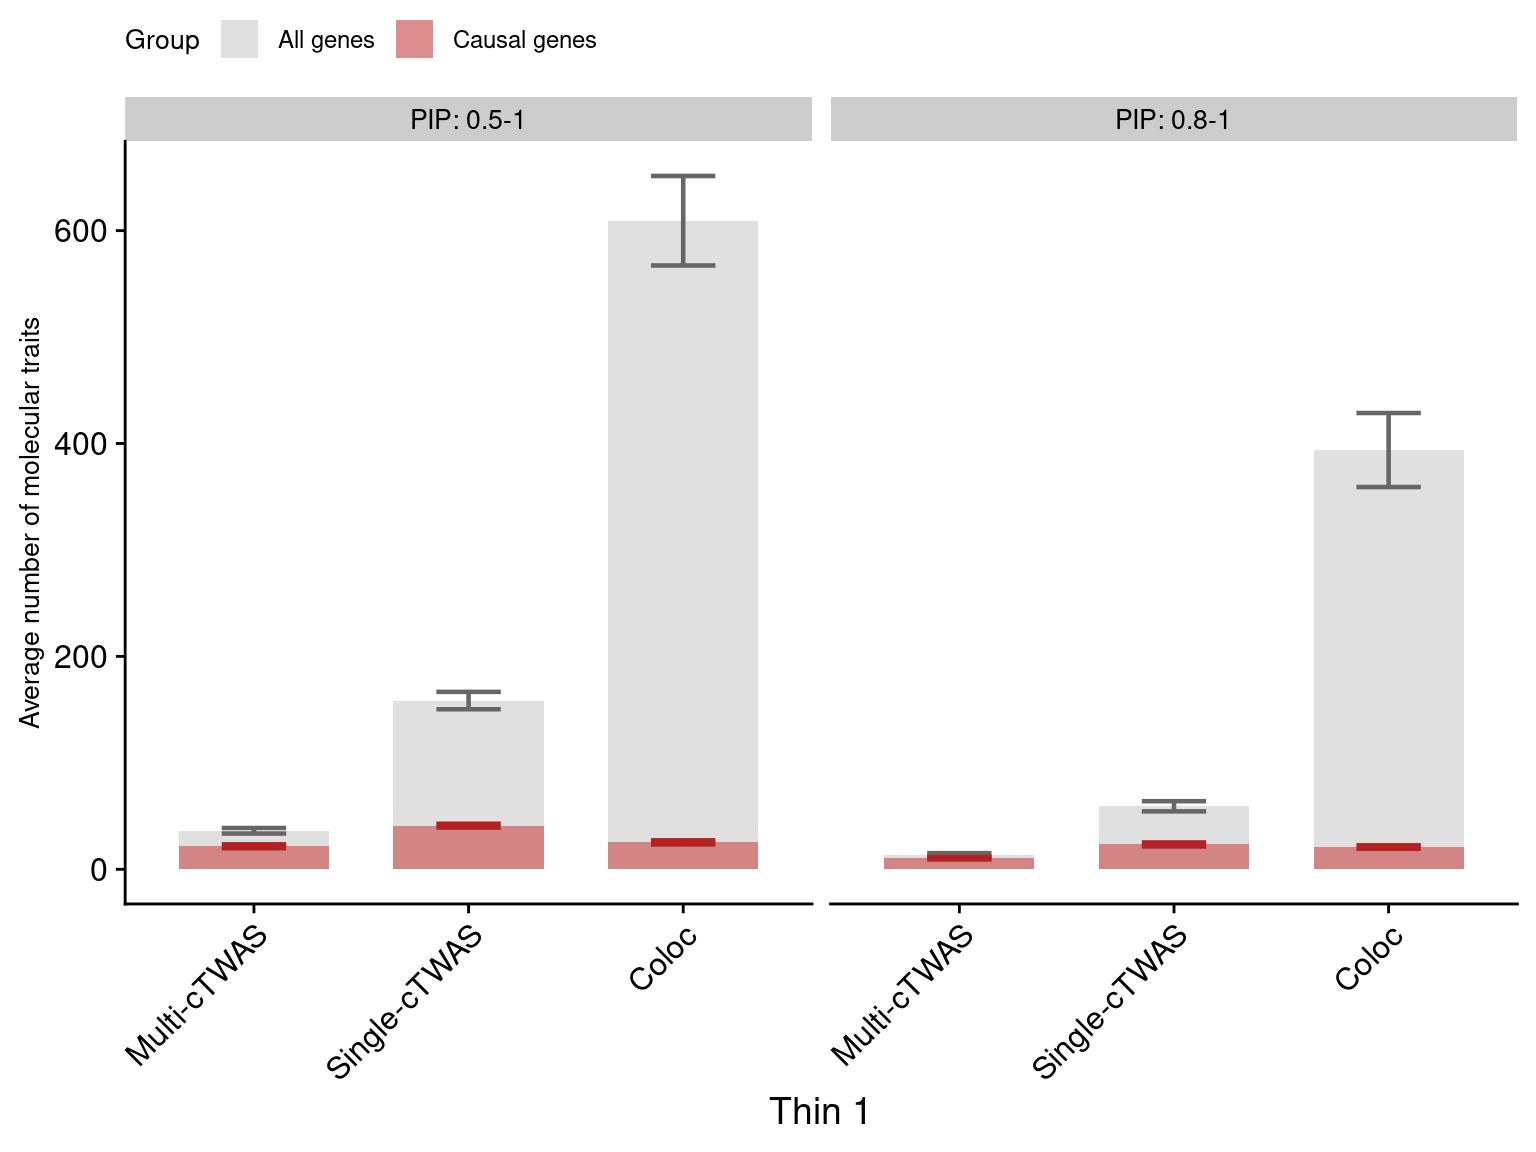 Group All genes Causal genes
PIP: 0.5-1
PIP: 0.8-1
Average number of molecular traits
600
400
200
0
Multi-cTWAS
Single-cTWAS
Coloc
Multi-cTWAS
Single-cTWAS
Coloc
Thin 1